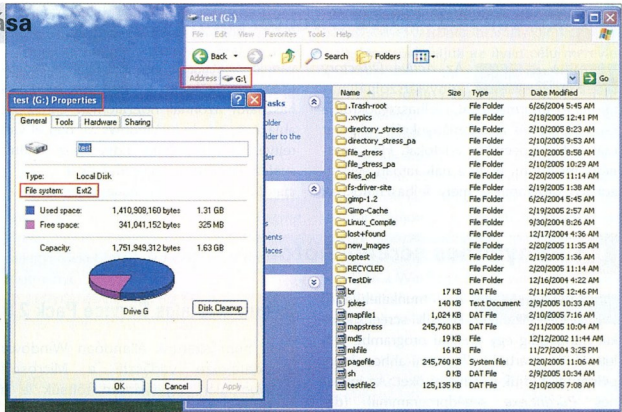 ása
test (G:)
File Edit View Favorites Tools Help
Back Search Folders
Address G:\ Go
Name Size Type Date Modified
.Trash-root File Folder 6/26/2004 5:45 AM
.xvpics File Folder 2/18/2005 12:41 PM
directory_stress File Folder 2/10/2005 8:23 AM
directory_stress_pa File Folder 2/10/2005 9:53 AM
file_stress File Folder 2/10/2005 8:58 AM
file_stress_pa File Folder 2/10/2005 10:29 AM
files_old File Folder 2/20/2005 11:14 AM
fs-driver-site File Folder 2/19/2005 1:38 AM
gimp-1.2 File Folder 6/26/2004 5:45 AM
Gimp-Cache File Folder 2/19/2005 2:57 AM
Linux_Compile File Folder 9/30/2004 8:26 AM
lost+found File Folder 12/17/2004 4:36 AM
new_images File Folder 2/20/2005 11:35 AM
optest File Folder 2/19/2005 1:36 AM
RECYCLED File Folder 2/20/2005 11:14 AM
TestDir File Folder 12/16/2004 4:22 AM
br 17 KB DAT File 2/11/2005 12:46 PM
jokes 140 KB Text Document 2/9/2005 10:33 AM
mapfile1 1,024 KB DAT File 2/10/2005 7:16 AM
mapstress 245,760 KB DAT File 2/11/2005 10:04 AM
md5 19 KB File 12/12/2002 11:44 AM
mkfile 16 KB File 11/27/2004 3:25 PM
pagefile 245,760 KB System file 2/20/2005 11:06 AM
sh 0 KB DAT File 2/9/2005 10:34 AM
testfile2 125,135 KB DAT File 2/10/2005 7:08 AM
asks
older
lder to the
der
s
ents
laces
test (G:) Properties
General Tools Hardware Sharing
test
Type: Local Disk
File system: Ext2
Used space: 1,410,908,160 bytes 1.31 GB
Free space: 341,041,152 bytes 325 MB
Capacity: 1,751,949,312 bytes 1.63 GB
Drive G
Disk Cleanup
OK Cancel Apply